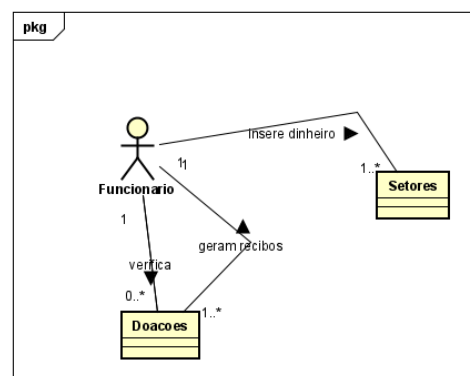 pkg
Insere dinheiro
1
1
1..*
Setores
Funcionario
1
geram recibos
verifica
0..*
1..*
Doacoes